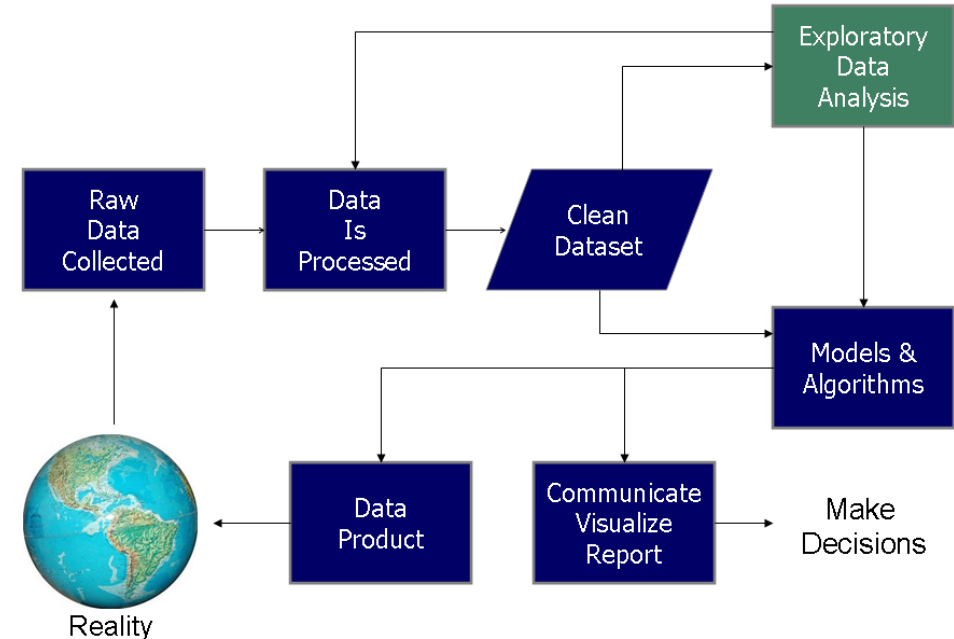 Exploratory
Data
Analysis
Raw
Data
Collected
Data
Is
Processed
Clean
Dataset
Models &
Algorithms
Data
Product
Communicate
Visualize
Report
Make
Decisions
Reality